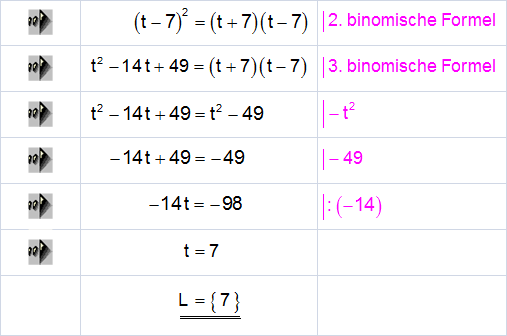 (t − 7)² = (t + 7)(t − 7) | 2. binomische Formel
t² − 14t + 49 = (t + 7)(t − 7) | 3. binomische Formel
t² − 14t + 49 = t² − 49 | − t²
−14t + 49 = −49 | − 49
−14t = −98 | : (−14)
t = 7
L = {7}